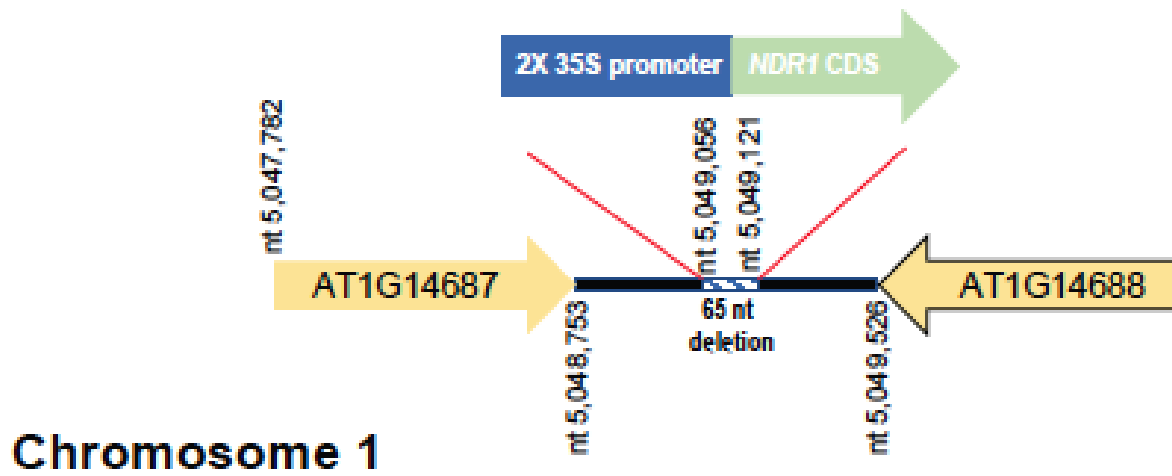 2X 35S promoter NDR1 CDS
nt 5,047,782
nt 5,049,056
nt 5,049,121
AT1G14687
AT1G14688
65 nt
deletion
nt 5,048,753
nt 5,049,526
Chromosome 1